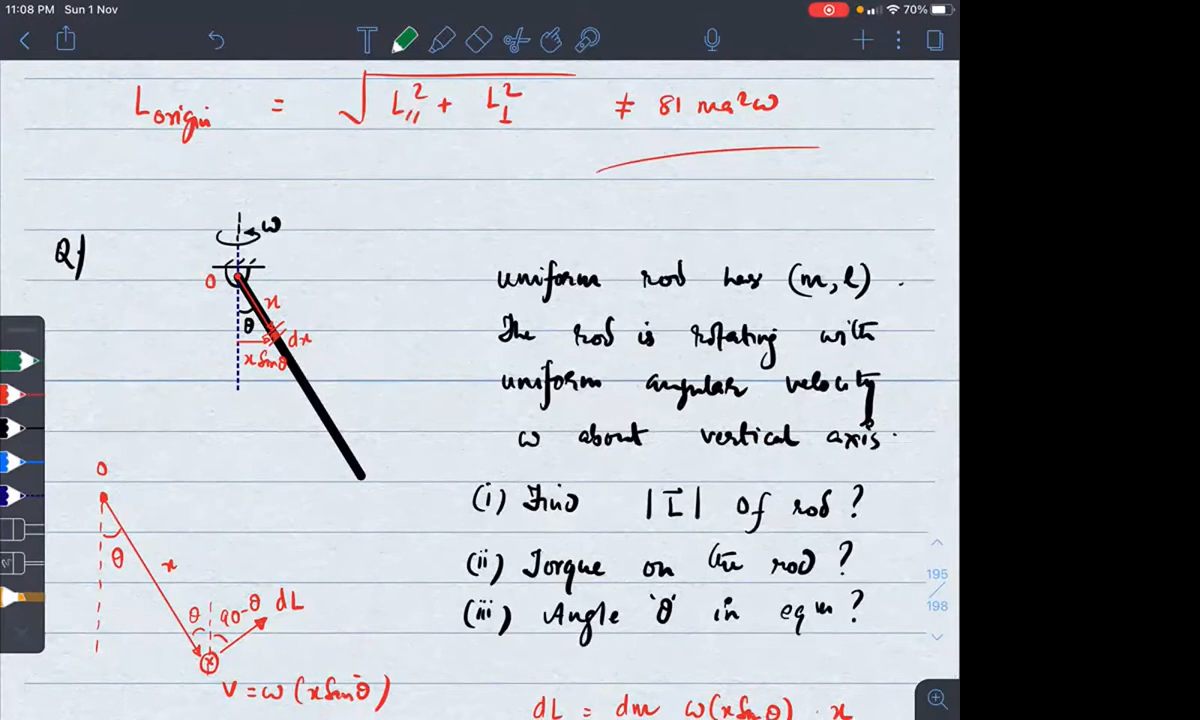 11:08 PM Sun 1 Nov
70%
L origin = √ L∥² + L⊥² ≠ 81 ma²ω
Q)
ω
O
x
θ
dx
x sinθ
uniform rod has (m, l).
The rod is rotating with
uniform angular velocity
ω about vertical axis.
(i) Find |L| of rod?
(ii) Torque on the rod?
(iii) Angle 'θ' in eqm?
195
/
198
O
θ
x
θ 90-θ dL
V = ω(x sinθ)
dL = dm ω(x sinθ) · x